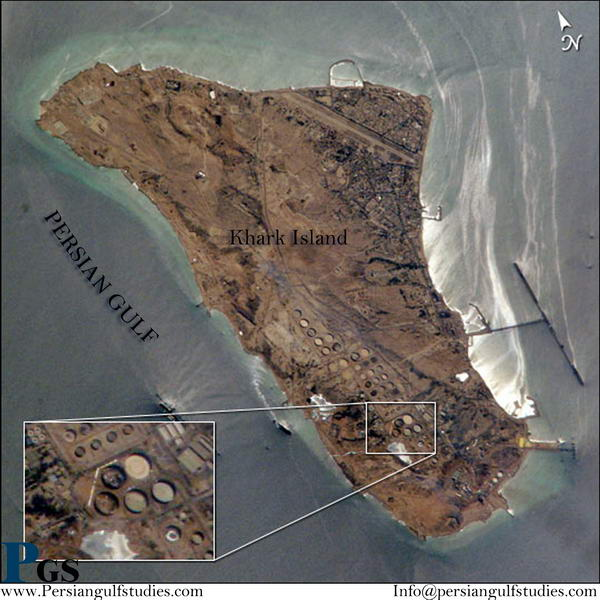 N
Khark Island
PERSIAN GULF
PGS
www.Persiangulfstudies.com
Info@persiangulfstudies.com